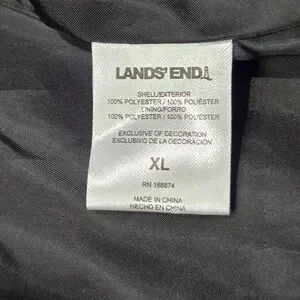 LANDS' END
SHELL/EXTERIOR
100% POLYESTER / 100% POLIÉSTER
LINING/FORRO
100% POLYESTER / 100% POLIÉSTER
EXCLUSIVE OF DECORATION
EXCLUSIVO DE LA DECORACIÓN
XL
RN 188874
MADE IN CHINA
HECHO EN CHINA